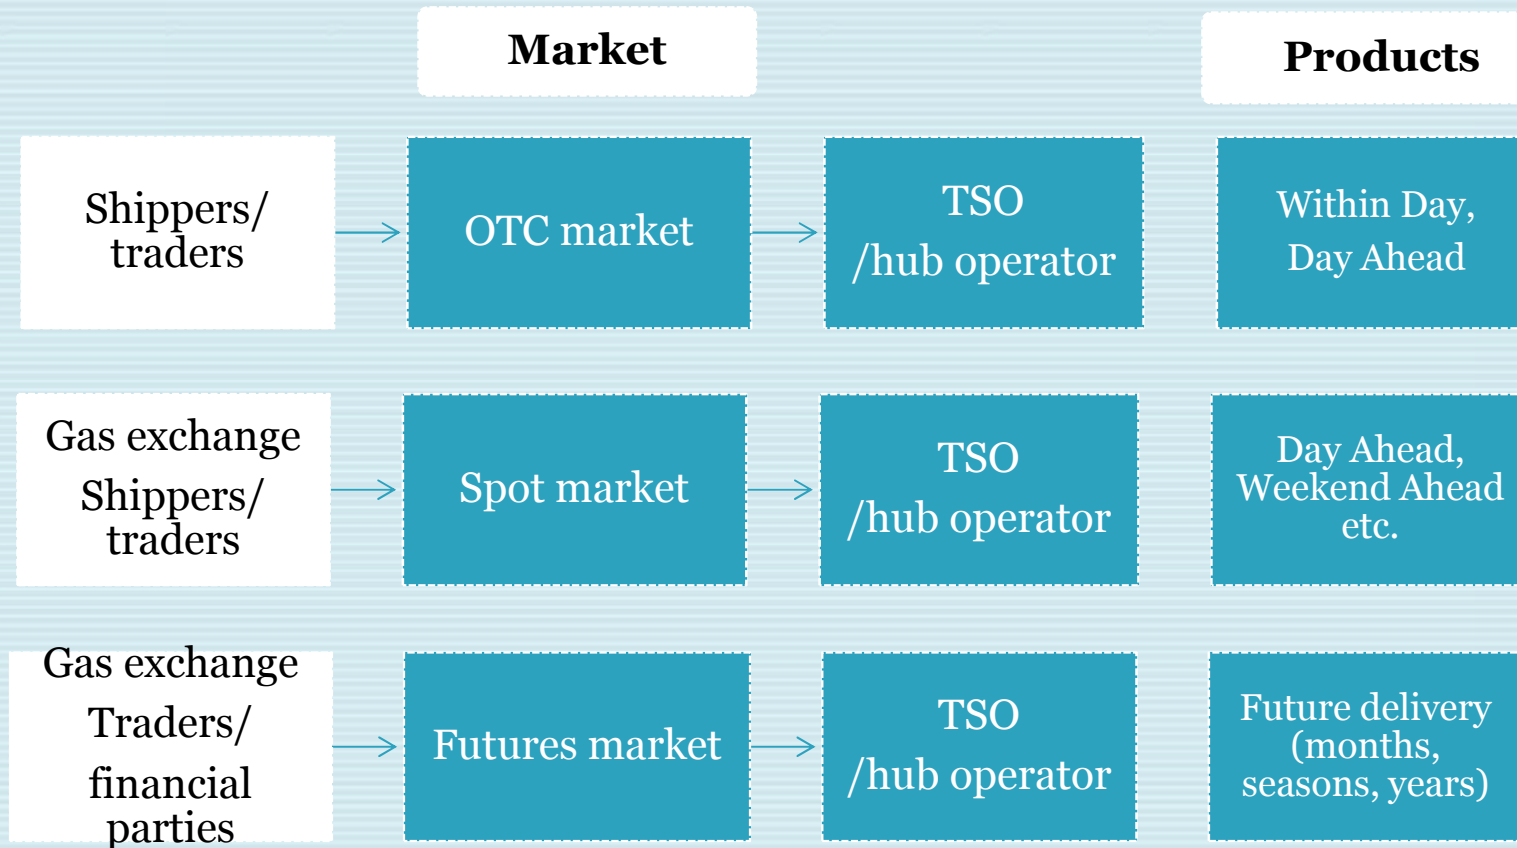 Market
Products
Shippers/
traders
OTC market
TSO
/hub operator
Within Day,
Day Ahead
Gas exchange
Shippers/
traders
Spot market
TSO
/hub operator
Day Ahead,
Weekend Ahead
etc.
Gas exchange
Traders/
financial
parties
Futures market
TSO
/hub operator
Future delivery
(months,
seasons, years)